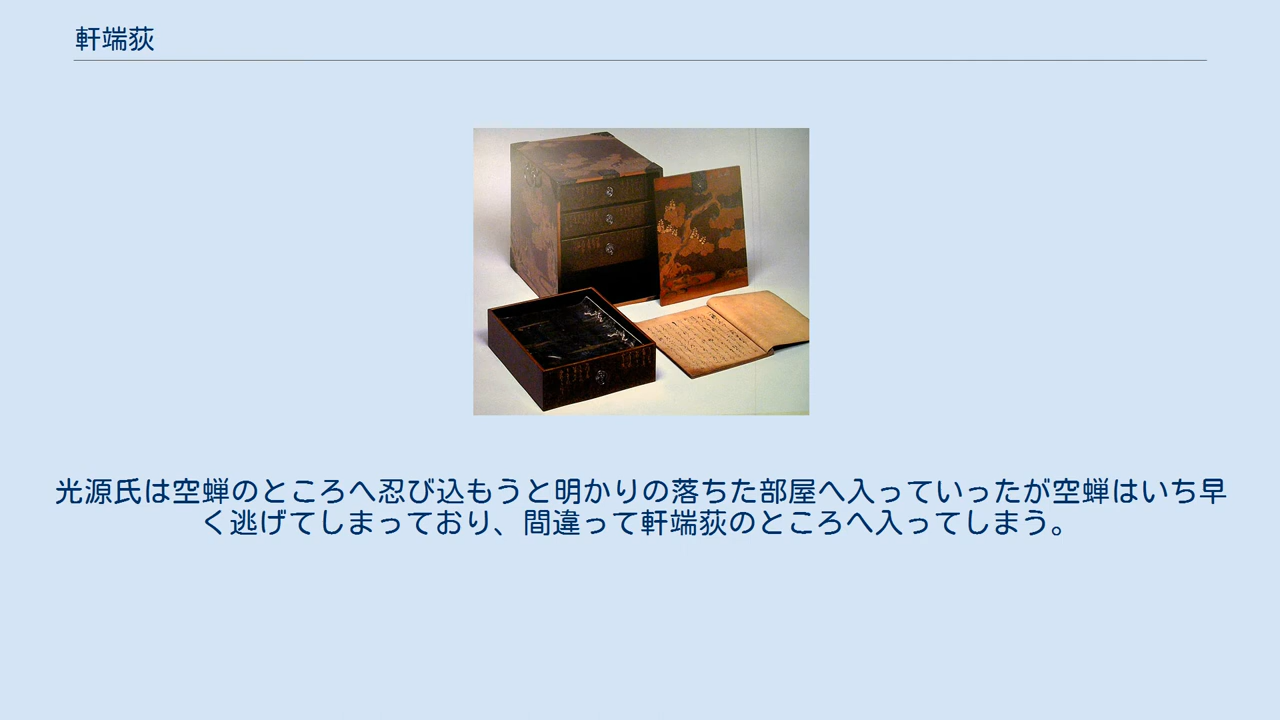 軒端荻
光源氏は空蝉のところへ忍び込もうと明かりの落ちた部屋へ入っていったが空蝉はいち早
く逃げてしまっており、間違って軒端荻のところへ入ってしまう。